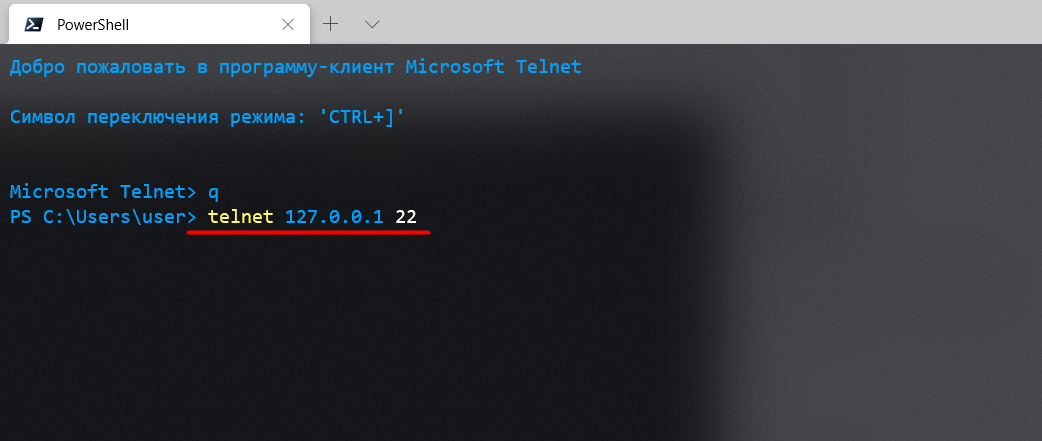 PowerShell
Добро пожаловать в программу-клиент Microsoft Telnet
Символ переключения режима: 'CTRL+]'
Microsoft Telnet> q
PS C:\Users\user> telnet 127.0.0.1 22